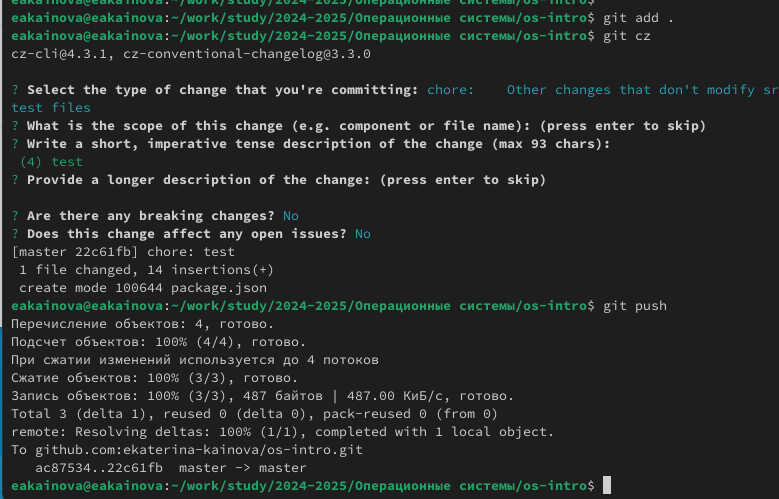 eakainova@eakainova:~/work/study/2024-2025/Операционные системы/os-intro$
eakainova@eakainova:~/work/study/2024-2025/Операционные системы/os-intro$ git add .
eakainova@eakainova:~/work/study/2024-2025/Операционные системы/os-intro$ git cz
cz-cli@4.3.1, cz-conventional-changelog@3.3.0
? Select the type of change that you're committing: chore:    Other changes that don't modify sr
test files
? What is the scope of this change (e.g. component or file name): (press enter to skip)
? Write a short, imperative tense description of the change (max 93 chars):
 (4) test
? Provide a longer description of the change: (press enter to skip)
? Are there any breaking changes? No
? Does this change affect any open issues? No
[master 22c61fb] chore: test
 1 file changed, 14 insertions(+)
 create mode 100644 package.json
eakainova@eakainova:~/work/study/2024-2025/Операционные системы/os-intro$ git push
Перечисление объектов: 4, готово.
Подсчет объектов: 100% (4/4), готово.
При сжатии изменений используется до 4 потоков
Сжатие объектов: 100% (3/3), готово.
Запись объектов: 100% (3/3), 487 байтов | 487.00 КиБ/с, готово.
Total 3 (delta 1), reused 0 (delta 0), pack-reused 0 (from 0)
remote: Resolving deltas: 100% (1/1), completed with 1 local object.
To github.com:ekaterina-kainova/os-intro.git
   ac87534..22c61fb  master -> master
eakainova@eakainova:~/work/study/2024-2025/Операционные системы/os-intro$